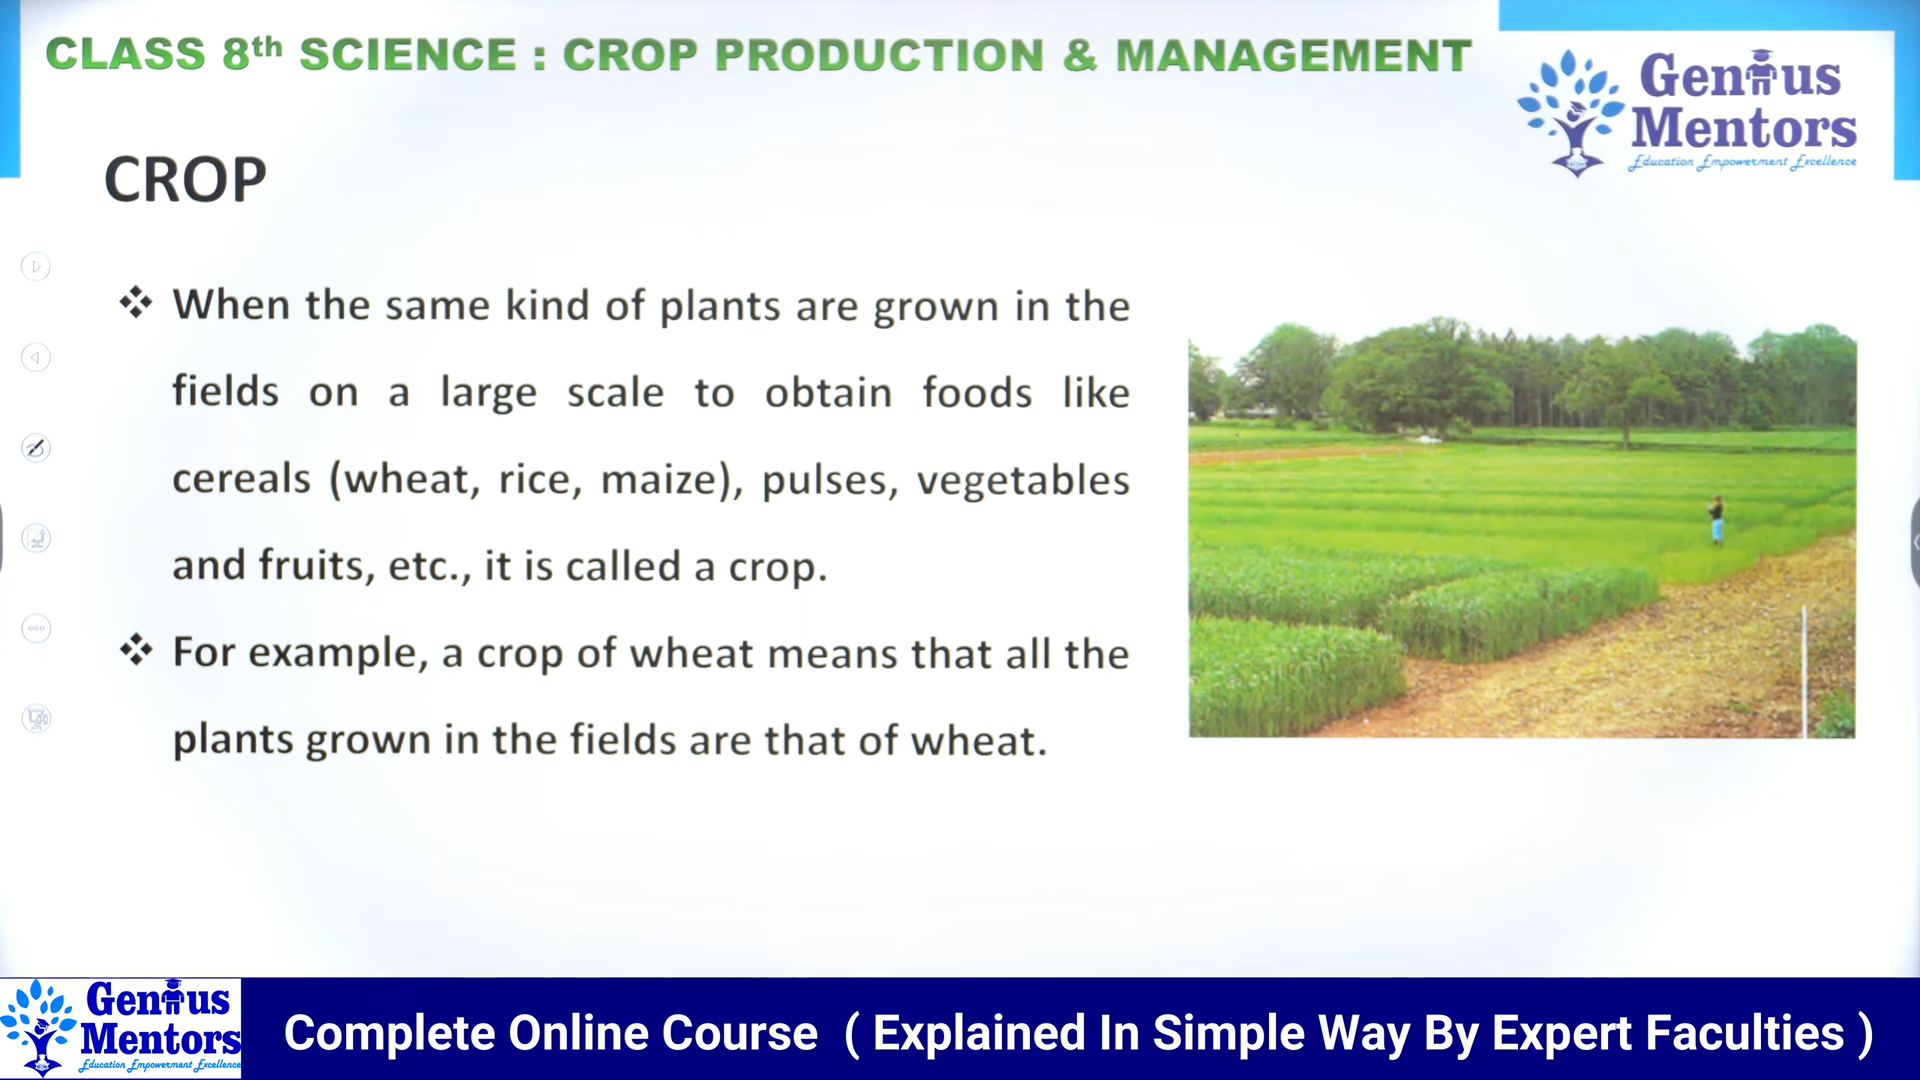 CLASS 8th SCIENCE : CROP PRODUCTION & MANAGEMENT
Genius
Mentors
Education Empowerment Excellence
CROP
❖ When the same kind of plants are grown in the
fields on a large scale to obtain foods like
cereals (wheat, rice, maize), pulses, vegetables
and fruits, etc., it is called a crop.
❖ For example, a crop of wheat means that all the
plants grown in the fields are that of wheat.
Genius
Mentors
Education Empowerment Excellence
Complete Online Course ( Explained In Simple Way By Expert Faculties )